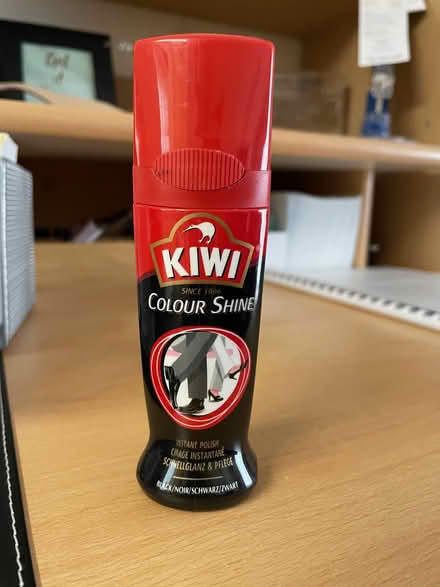 KIWI
SINCE 1906
COLOUR SHINE
INSTANT POLISH
CIRAGE INSTANTANÉ
SCHNELLGLANZ & PFLEGE
BLACK/NOIR/SCHWARZ/ZWART